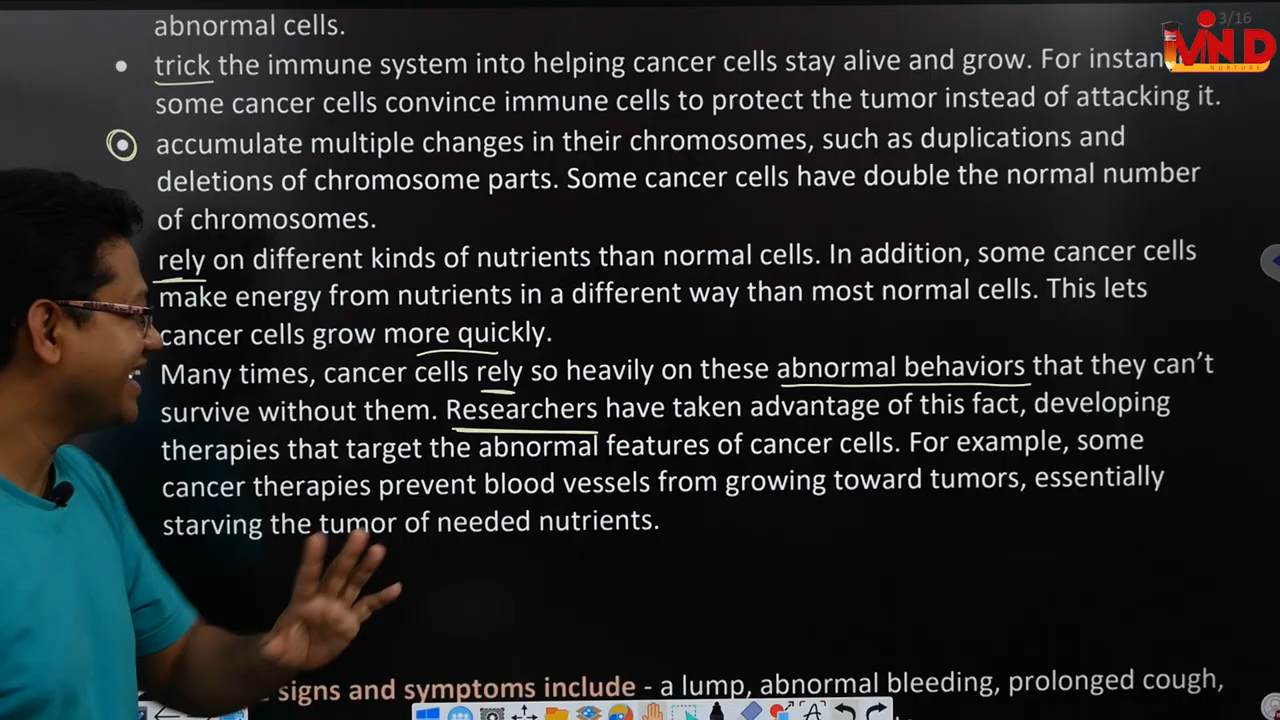 3/16
MIND
NURTURE
abnormal cells.
• trick the immune system into helping cancer cells stay alive and grow. For instan
some cancer cells convince immune cells to protect the tumor instead of attacking it.
• accumulate multiple changes in their chromosomes, such as duplications and
deletions of chromosome parts. Some cancer cells have double the normal number
of chromosomes.
rely on different kinds of nutrients than normal cells. In addition, some cancer cells
make energy from nutrients in a different way than most normal cells. This lets
cancer cells grow more quickly.
Many times, cancer cells rely so heavily on these abnormal behaviors that they can’t
survive without them. Researchers have taken advantage of this fact, developing
therapies that target the abnormal features of cancer cells. For example, some
cancer therapies prevent blood vessels from growing toward tumors, essentially
starving the tumor of needed nutrients.
signs and symptoms include - a lump, abnormal bleeding, prolonged cough,